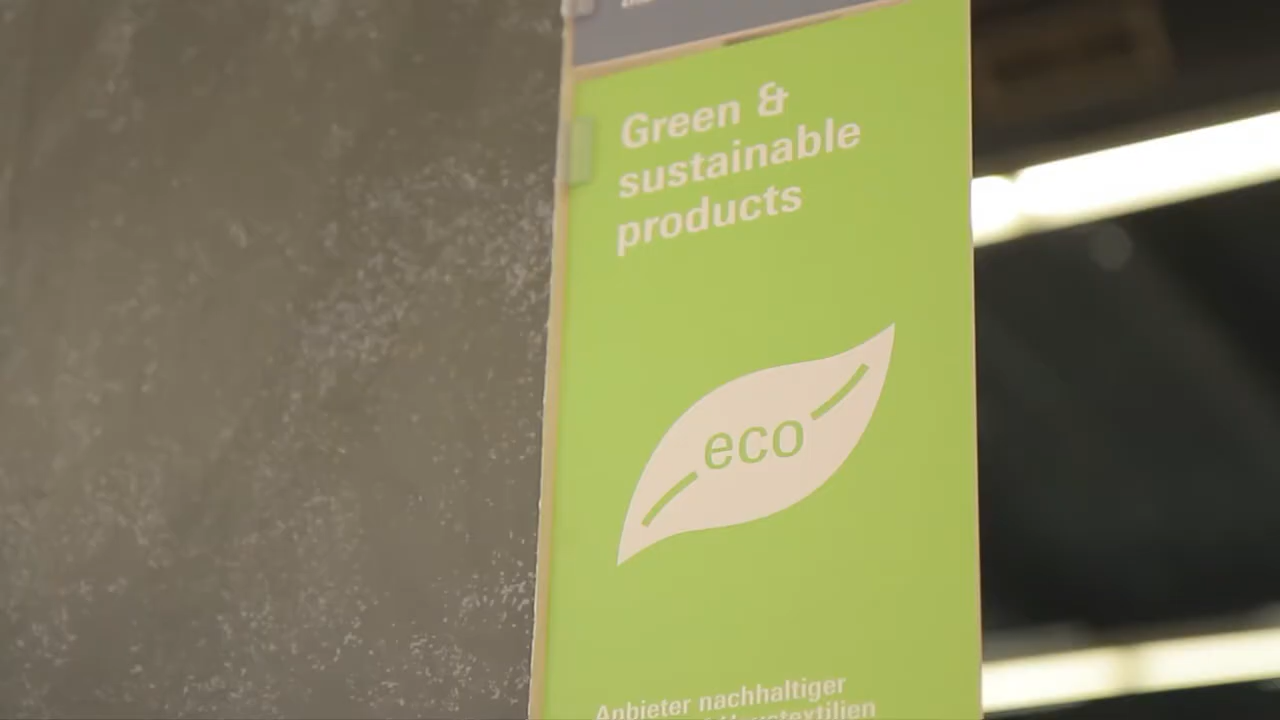 Green &
sustainable
products
eco
Anbieter nachhaltiger